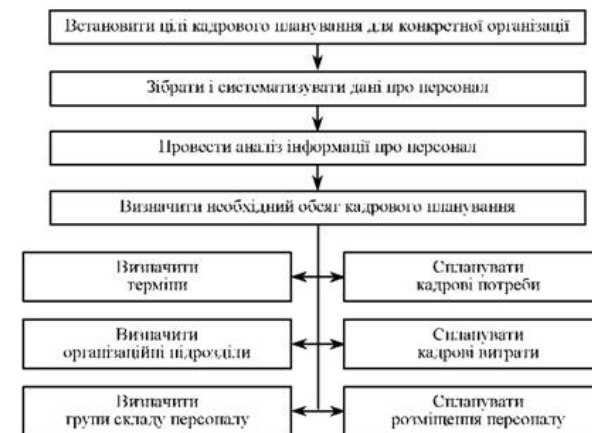 Встановити цілі кадрового планування для конкретної організації
Зібрати і систематизувати дані про персонал
Провести аналіз інформації про персонал
Визначити необхідний обсяг кадрового планування
Визначити
терміни
Спланувати
кадрові потреби
Визначити
організаційні підрозділи
Спланувати
кадрові витрати
Визначити
групи складу персоналу
Спланувати
розміщення персоналу